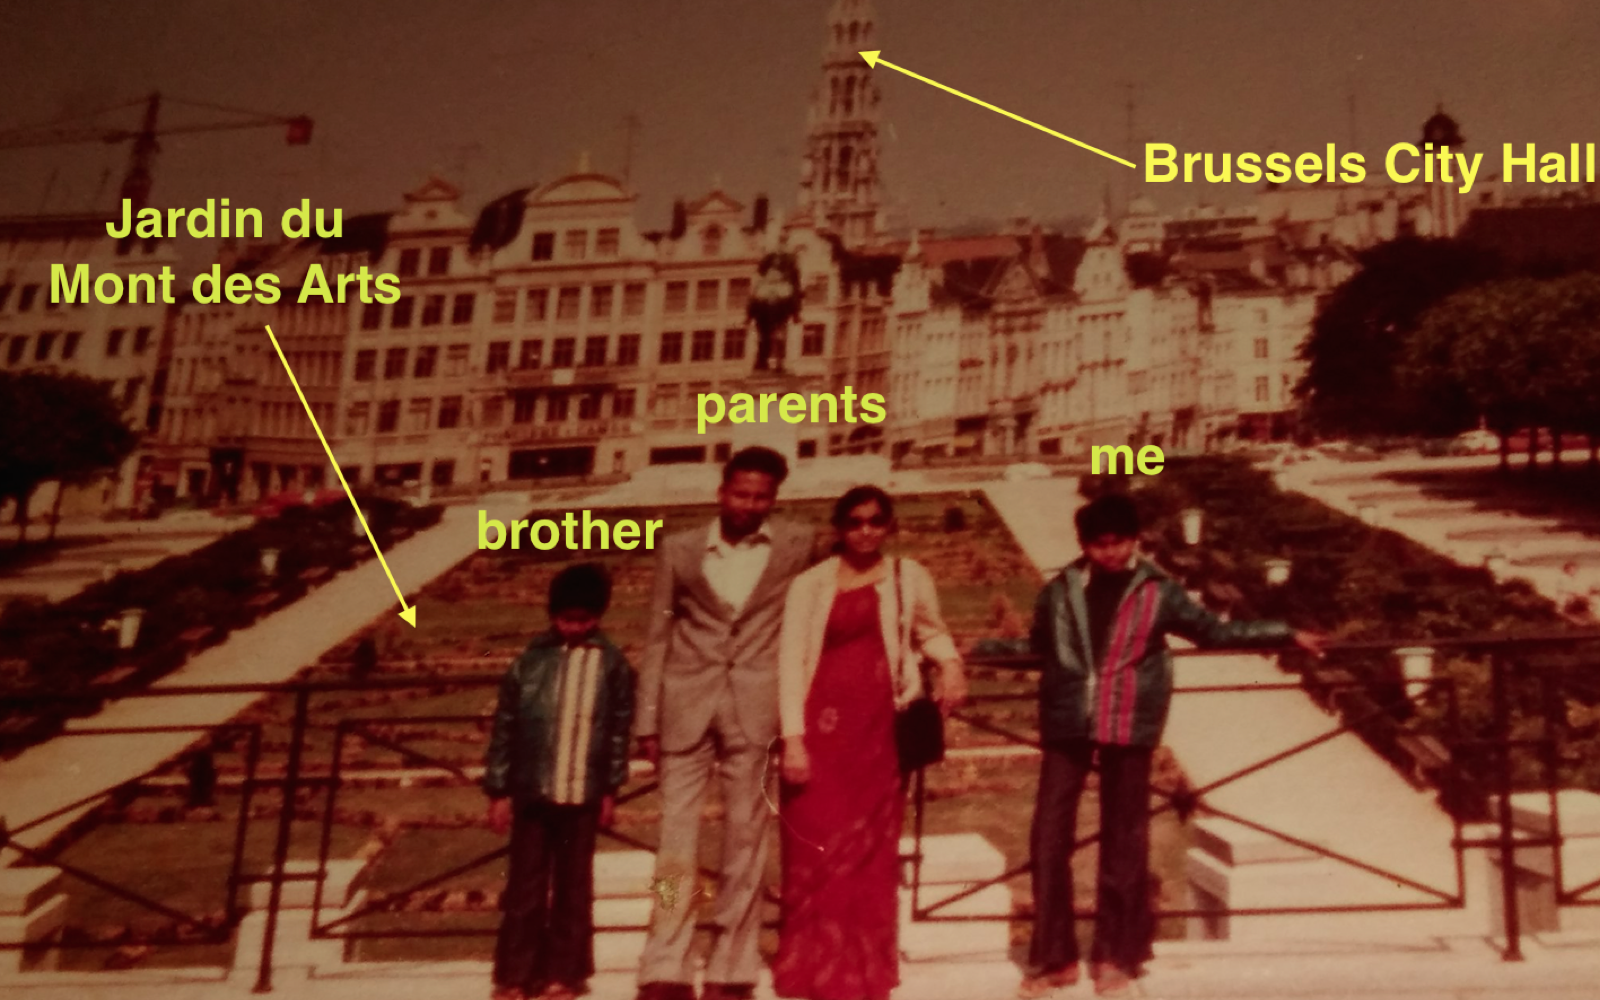 Brussels City Hall
Jardin du
Mont des Arts
parents
me
brother